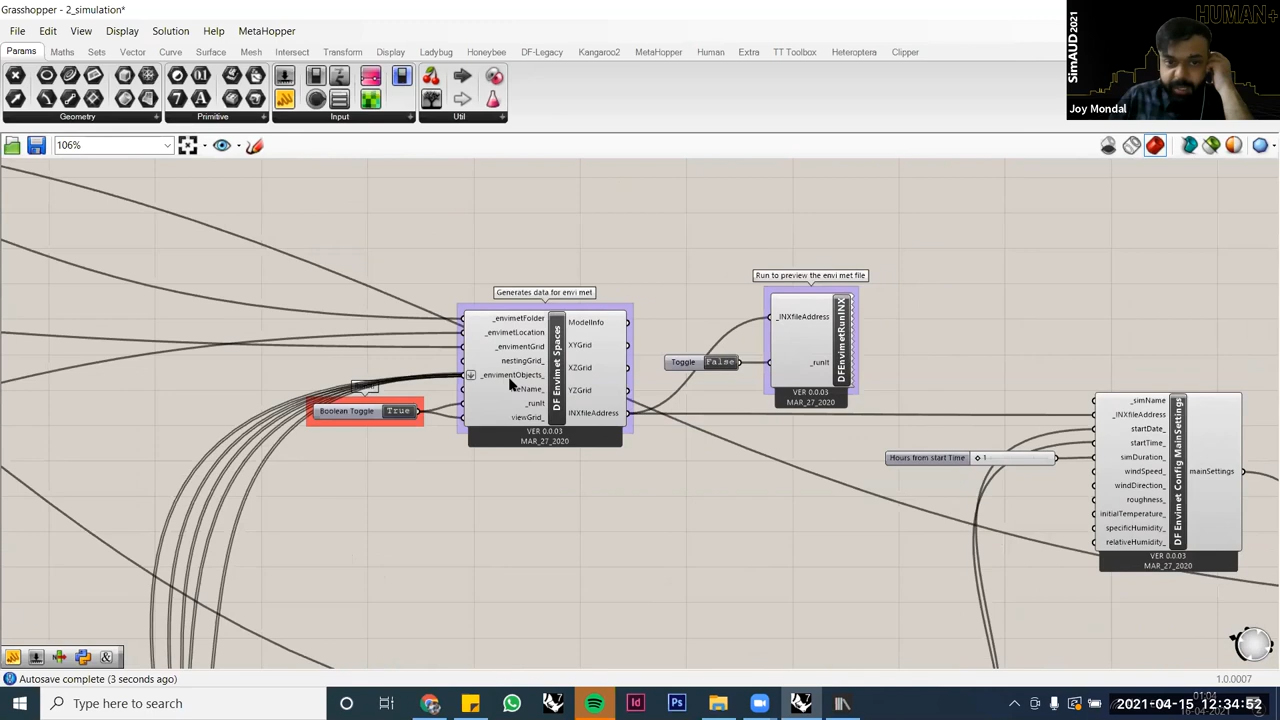 Grasshopper - 2_simulation*
File Edit View Display Solution Help MetaHopper
Params Maths Sets Vector Curve Surface Mesh Intersect Transform Display Ladybug Honeybee DF-Legacy Kangaroo2 MetaHopper Human Extra TT Toolbox Heteroptera Clipper
Geometry Primitive Input Util
106%
SimAUD2021
HUMAN+
Joy Mondal
Generates data for envi met
_envimetFolder
_envimetLocation
_envimentGrid
nestingGrid_
_envimentObjects_
_runIt
viewGrid_
DF Envimet Spaces
ModelInfo
XYGrid
XZGrid
YZGrid
INXfileAddress
VER 0.0.03
MAR_27_2020
Boolean Toggle True
Run to preview the envi met file
_INXfileAddress
_runIt
DFEnvimetRunINX
VER 0.0.03
MAR_27_2020
Toggle False
Hours from start Time 1
_simName
_INXfileAddress
startDate_
startTime_
simDuration_
windSpeed_
windDirection_
roughness_
initialTemperature_
specificHumidity_
relativeHumidity_
DF Envimet Config MainSettings
mainSettings
VER 0.0.03
MAR_27_2020
Autosave complete (3 seconds ago)
1.0.0007
Type here to search
2021-04-15 12:34:52